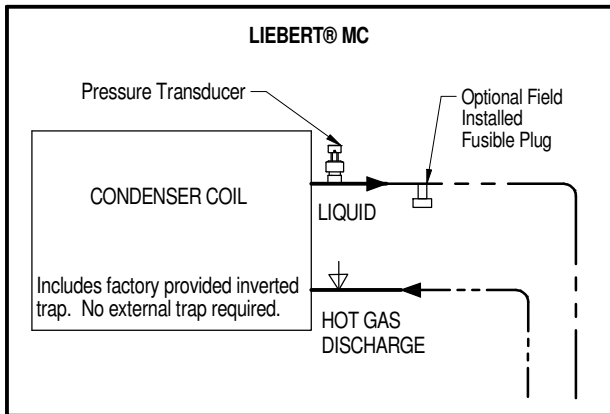 LIEBERT® MC
Pressure Transducer
Optional Field
Installed
Fusible Plug
CONDENSER COIL
LIQUID
Includes factory provided inverted
trap. No external trap required.
HOT GAS
DISCHARGE